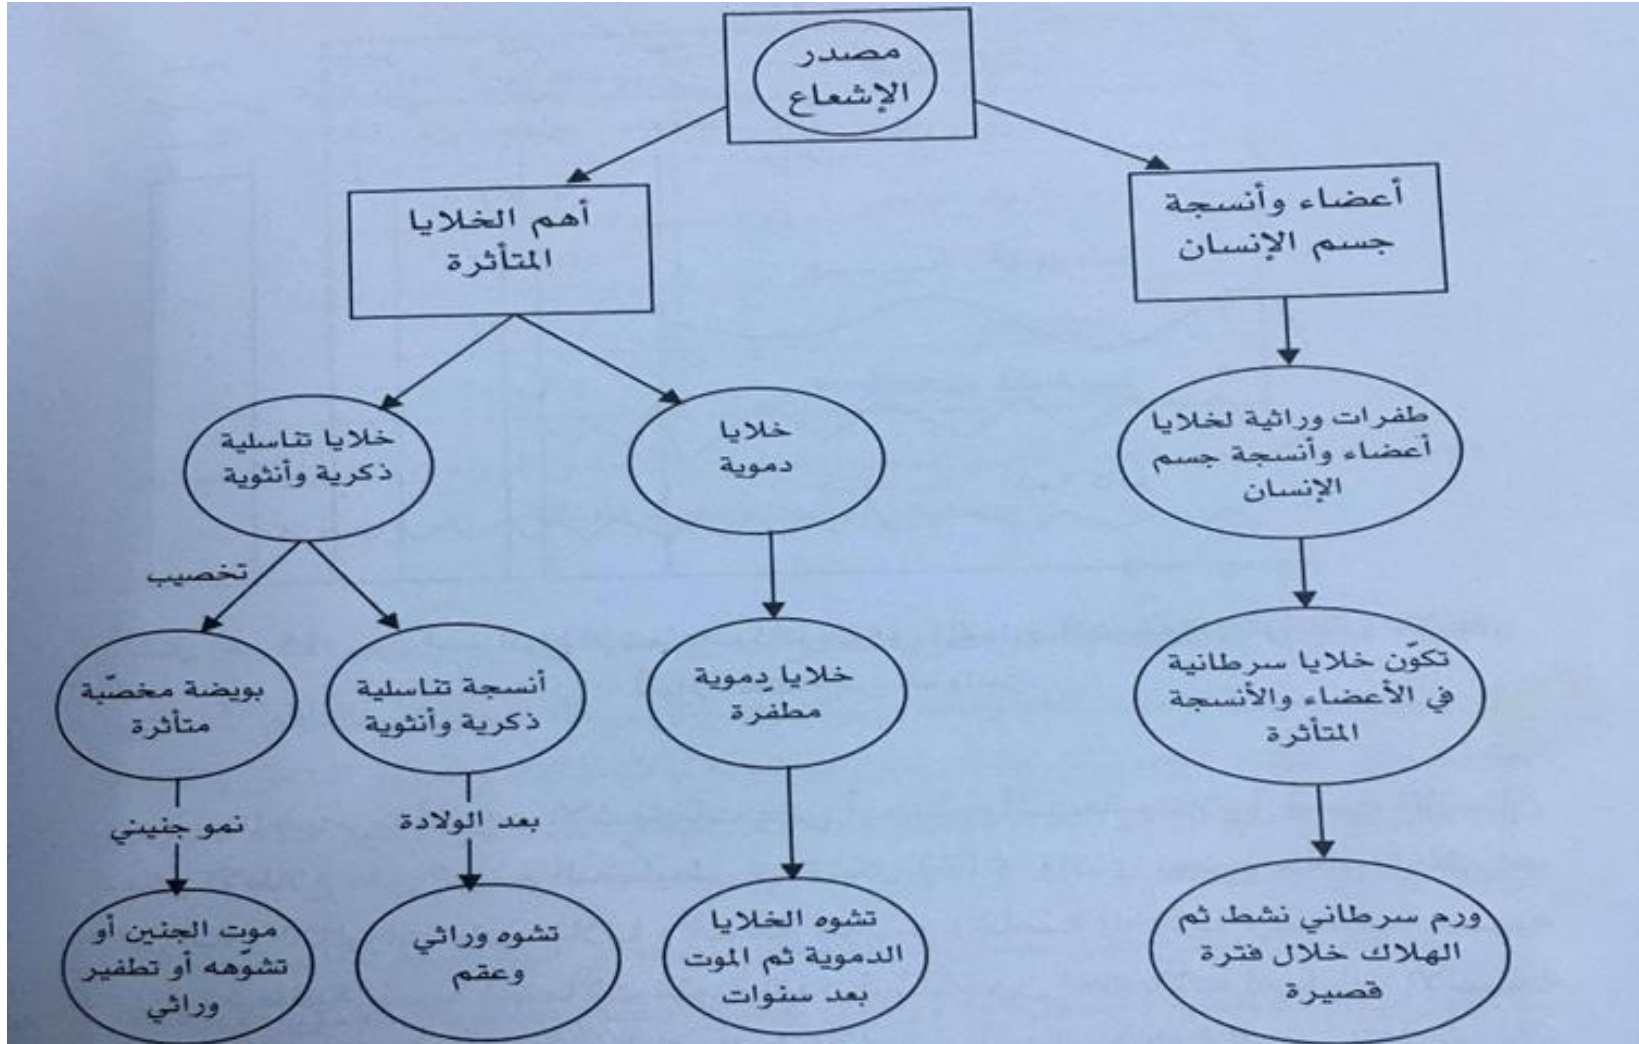 مصدر
الإشعاع
أعضاء وأنسجة
جسم الإنسان
أهم الخلايا
المتأثرة
طفرات وراثية لخلايا
أعضاء وأنسجة جسم
الإنسان
خلايا
دموية
خلايا تناسلية
ذكرية وأنثوية
تخصيب
تكوّن خلايا سرطانية
في الأعضاء والأنسجة
المتأثرة
خلايا دموية
مطفّرة
أنسجة تناسلية
ذكرية وأنثوية
بويضة مخصّبة
متأثرة
بعد الولادة
نمو جنيني
ورم سرطاني نشط ثم
الهلاك خلال فترة
قصيرة
تشوه الخلايا
الدموية ثم الموت
بعد سنوات
تشوه وراثي
وعقم
موت الجنين أو
تشوّهه أو تطفير
وراثي